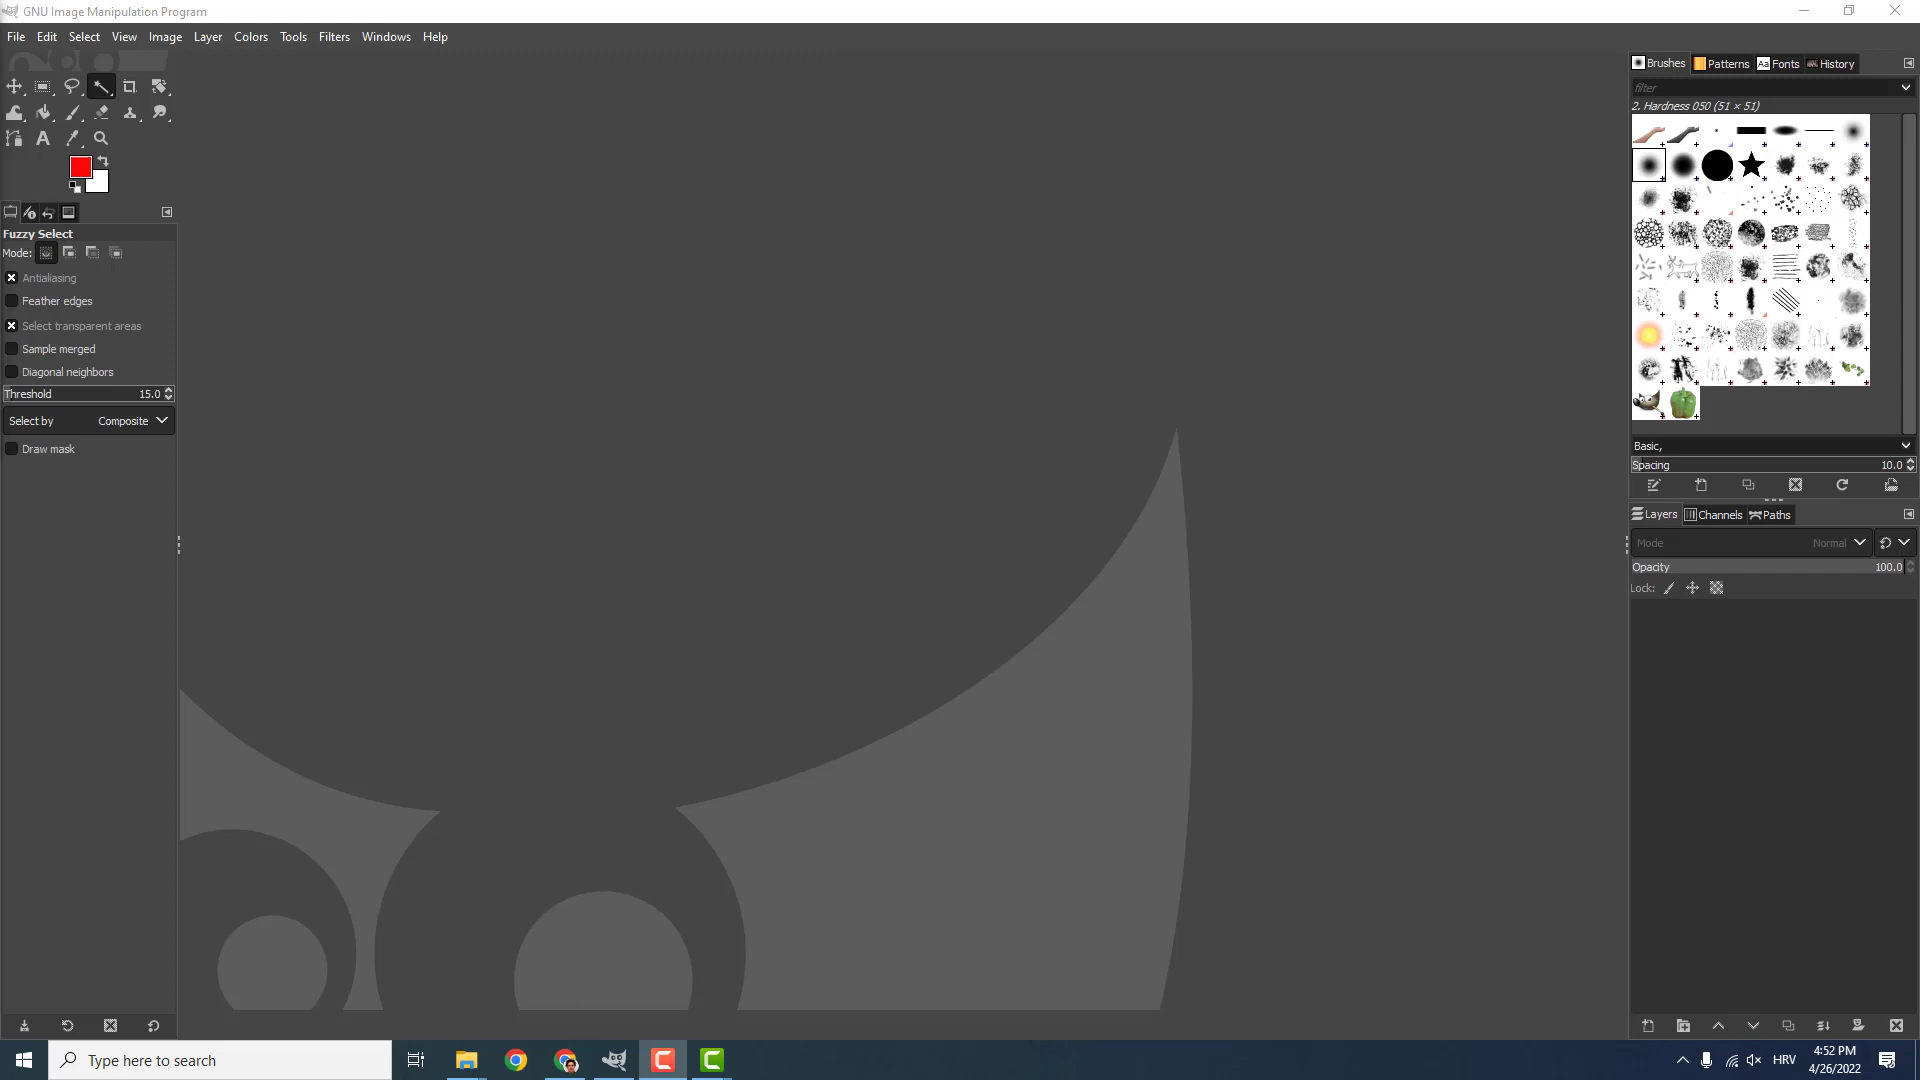 GNU Image Manipulation Program
File Edit Select View Image Layer Colors Tools Filters Windows Help
Brushes Patterns Aa Fonts History
filter
2. Hardness 050 (51 × 51)
A
Fuzzy Select
Mode:
Antialiasing
Feather edges
Select transparent areas
Sample merged
Diagonal neighbors
Threshold 15.0
Select by Composite
Draw mask
Basic,
Spacing 10.0
Layers Channels Paths
Mode Normal
Opacity 100.0
Lock:
Type here to search
HRV
4:52 PM
4/26/2022